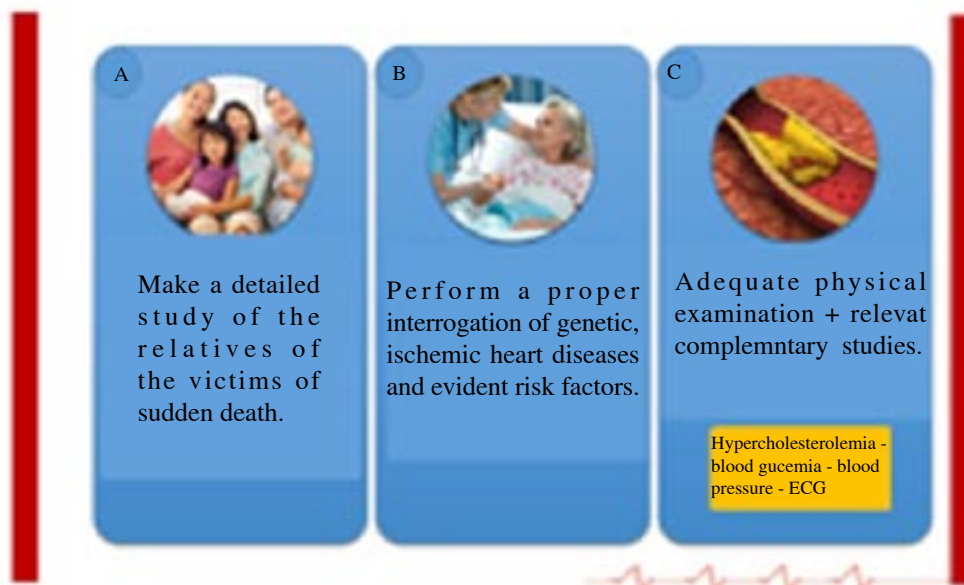 A
Make a detailed
study of the
relatives of
the victims of
sudden death.
B
Perform a proper
interrogation of genetic,
ischemic heart diseases
and evident risk factors.
C
Adequate physical
examination + relevat
complemntary studies.
Hypercholesterolemia -
blood gucemia - blood
pressure - ECG